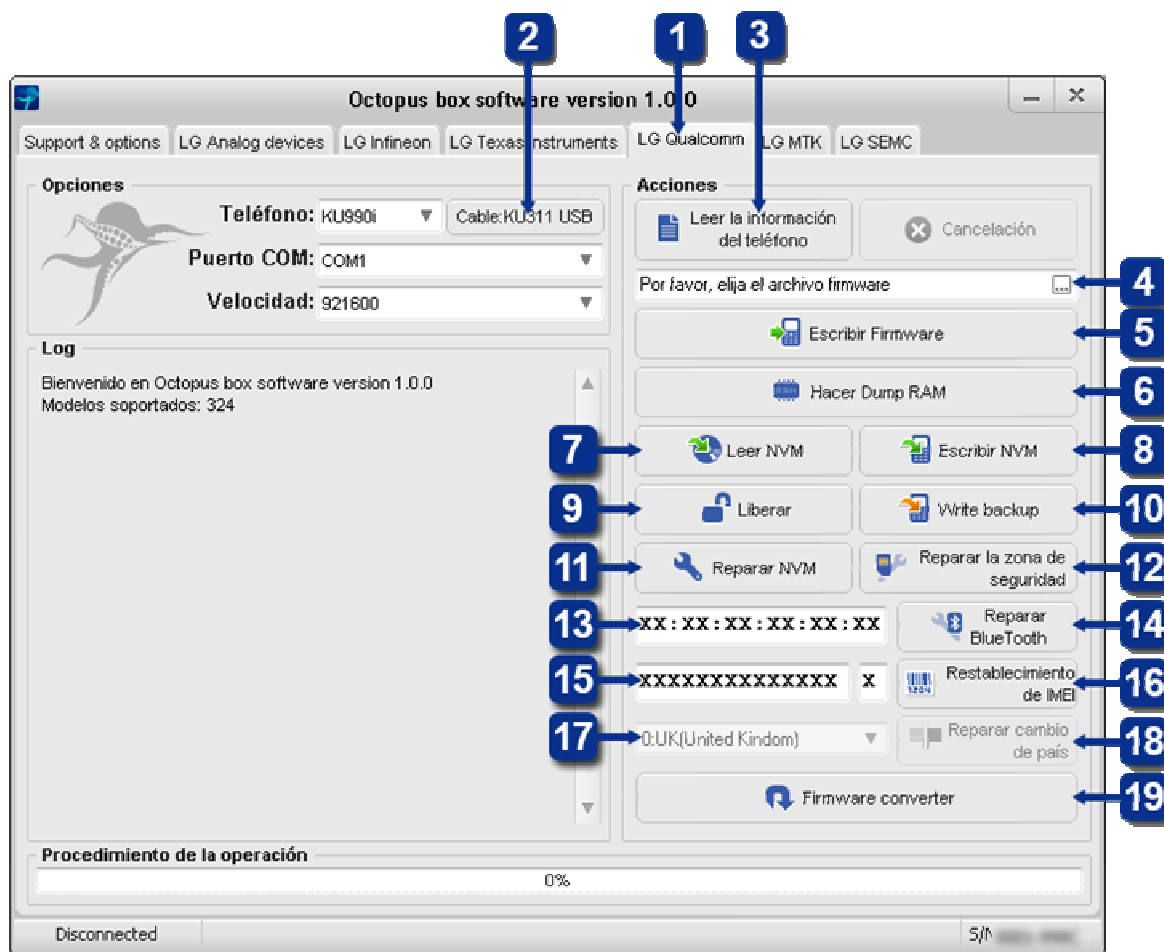 2 1 3
Octopus box software version 1.0.0
Support & options LG Analog devices LG Infineon LG Texas Instruments LG Qualcomm LG MTK LG SEMC
Opciones
Teléfono: KU990i Cable:KU311 USB
Puerto COM: COM1
Velocidad: 921600
Log
Bienvenido en Octopus box software version 1.0.0
Modelos soportados: 324
Acciones
Leer la información
del teléfono
Cancelación
Por favor, elija el archivo firmware ... 4
Escribir Firmware 5
Hacer Dump RAM 6
7 Leer NVM Escribir NVM 8
9 Liberar Write backup 10
11 Reparar NVM
Reparar la zona de
seguridad 12
13 XX:XX:XX:XX:XX:XX
Reparar
BlueTooth 14
15 XXXXXXXXXXXXXX X
1234
Restablecimiento
de IMEI 16
17 0:UK(United Kindom)
Reparar cambio
de país 18
Firmware converter 19
Procedimiento de la operación
0%
Disconnected S/N